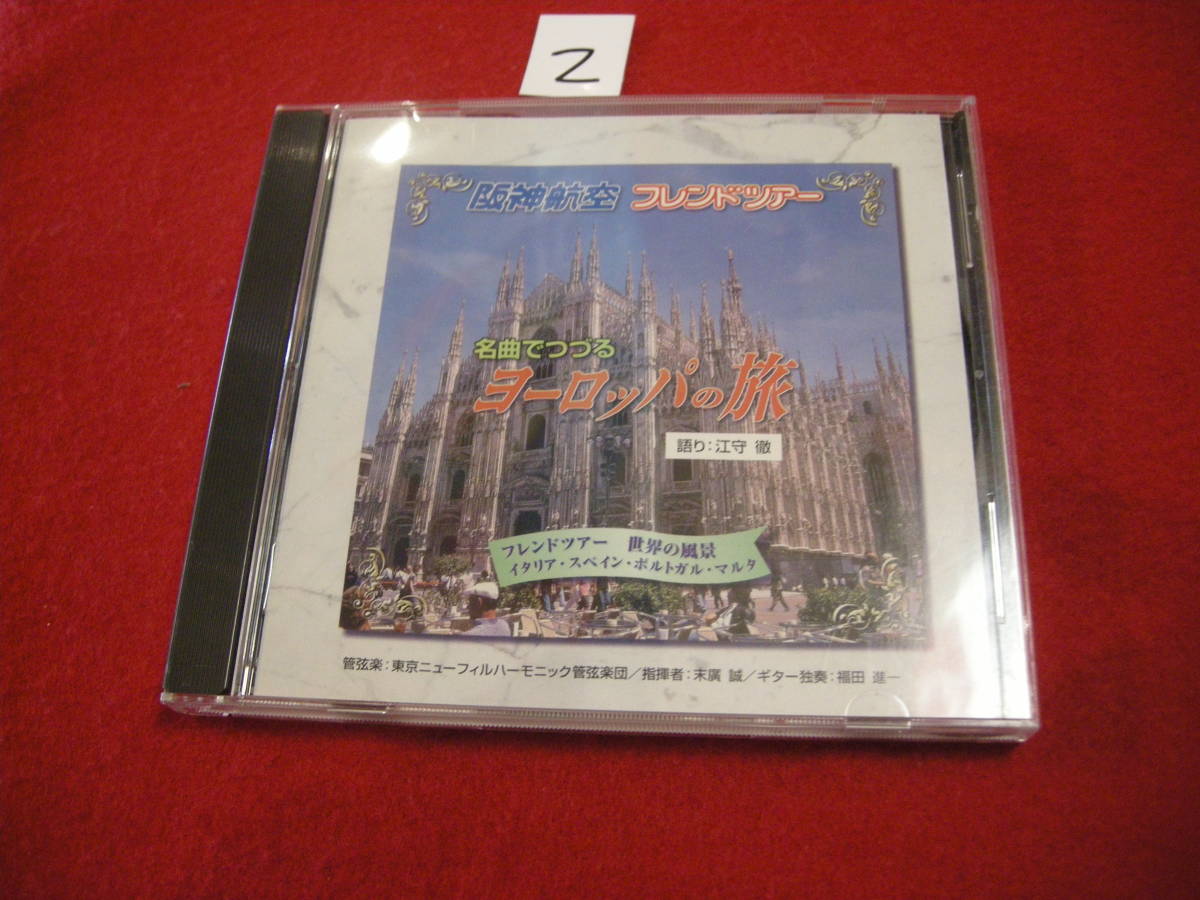 2
阪神航空 フレンドツアー
名曲でつづる
ヨーロッパの旅
語り:江守 徹
フレンドツアー 世界の風景
イタリア・スペイン・ポルトガル・マルタ
管弦楽:東京ニューフィルハーモニック管弦楽団/指揮者:末廣 誠/ギター独奏:福田 進一